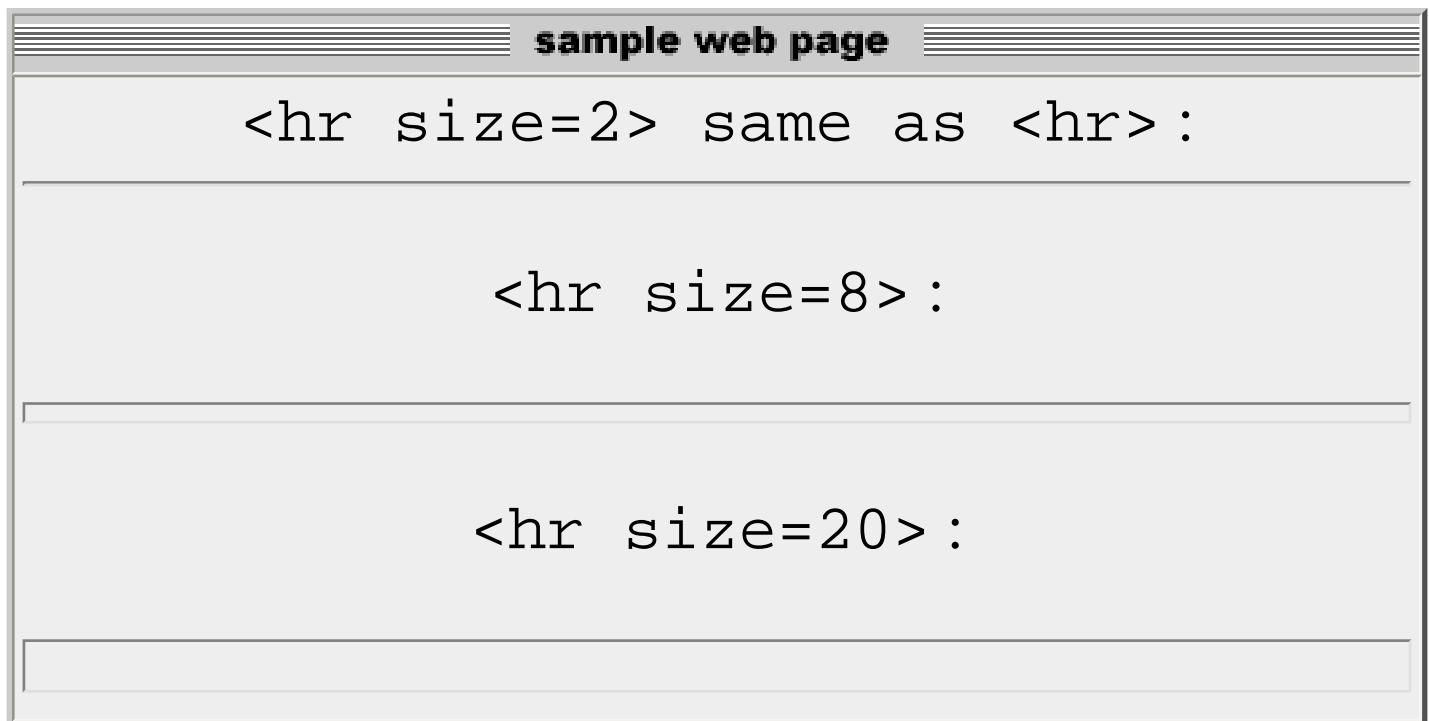 sample web page
<hr size=2> same as <hr>:
<hr size=8>:
<hr size=20>: